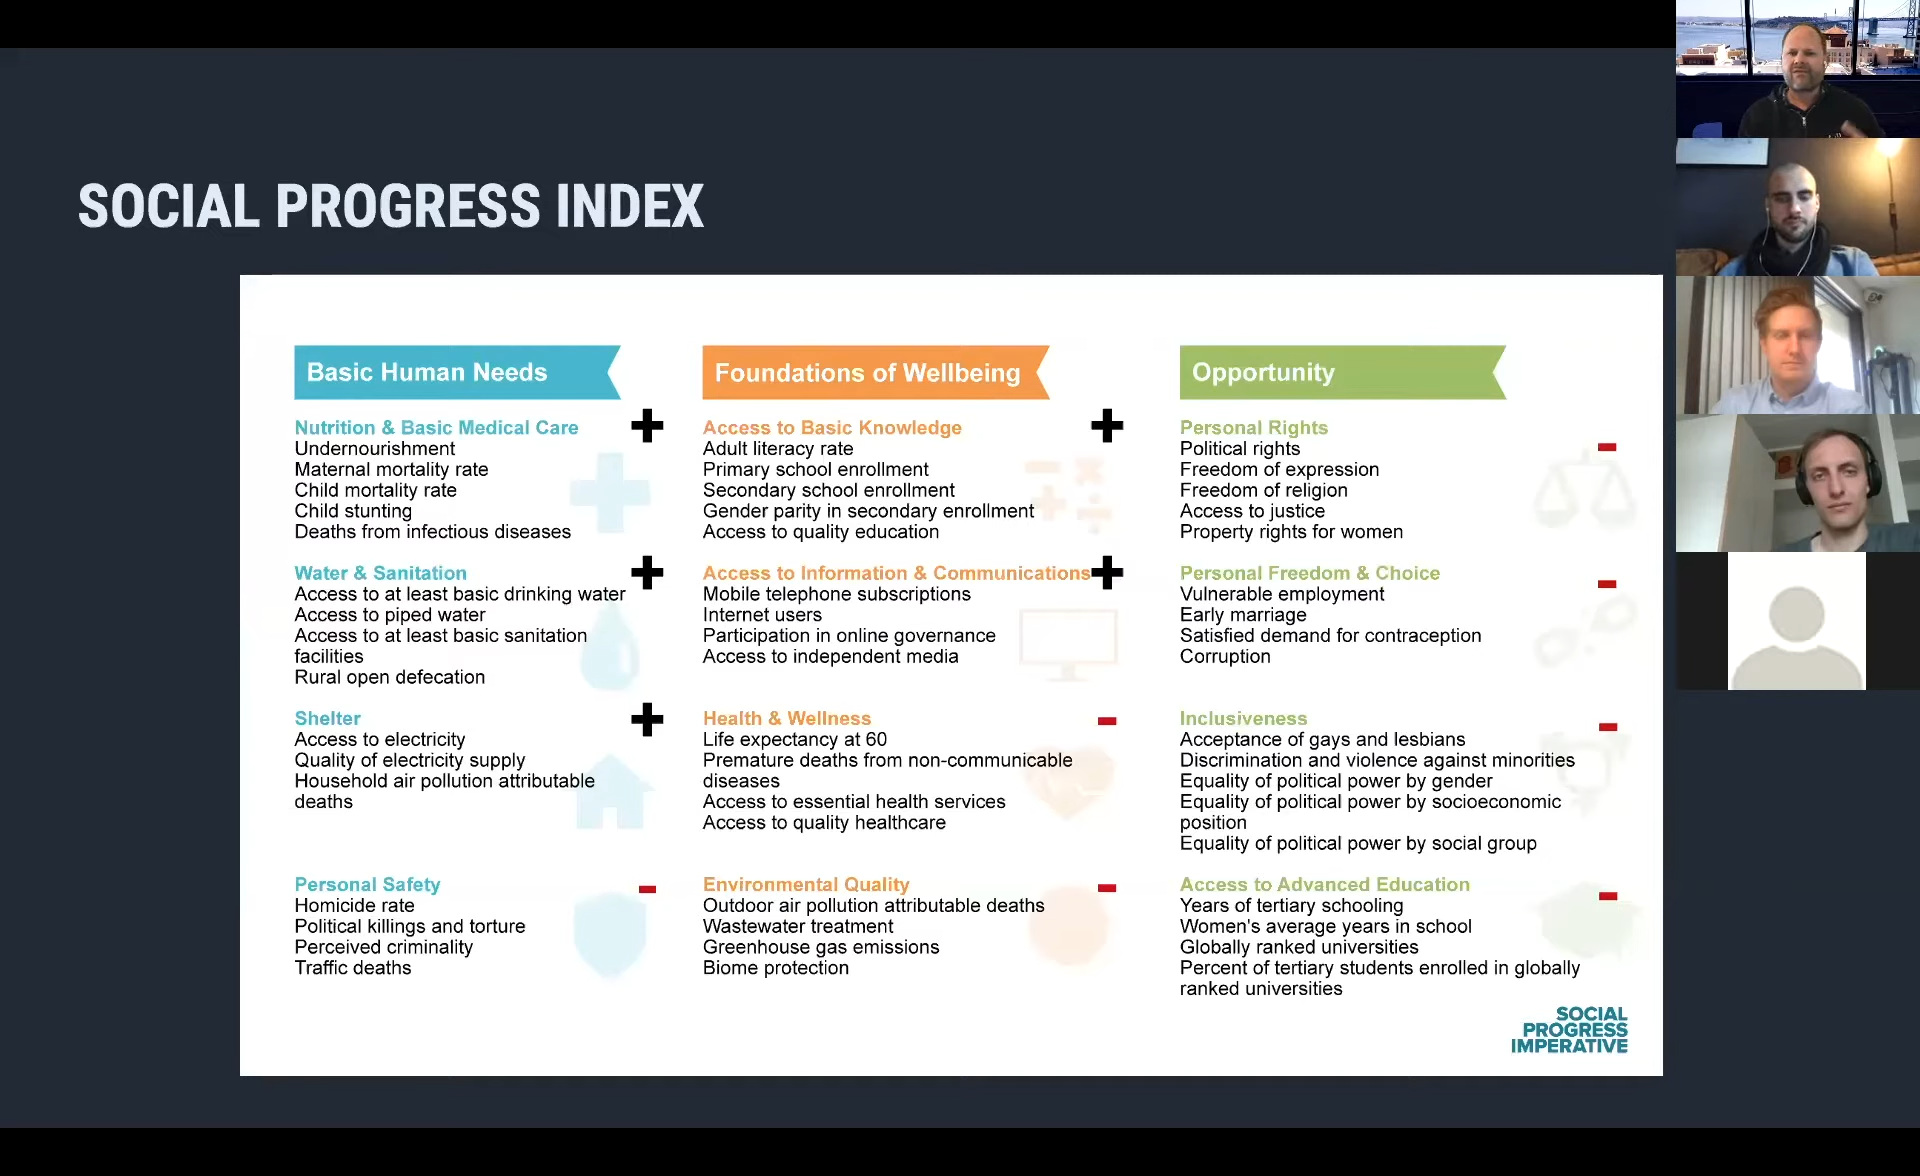 SOCIAL PROGRESS INDEX
Basic Human Needs
Nutrition & Basic Medical Care
Undernourishment
Maternal mortality rate
Child mortality rate
Child stunting
Deaths from infectious diseases
Water & Sanitation
Access to at least basic drinking water
Access to piped water
Access to at least basic sanitation
facilities
Rural open defecation
Shelter
Access to electricity
Quality of electricity supply
Household air pollution attributable
deaths
Personal Safety
Homicide rate
Political killings and torture
Perceived criminality
Traffic deaths
Foundations of Wellbeing
Access to Basic Knowledge
Adult literacy rate
Primary school enrollment
Secondary school enrollment
Gender parity in secondary enrollment
Access to quality education
Access to Information & Communications
Mobile telephone subscriptions
Internet users
Participation in online governance
Access to independent media
Health & Wellness
Life expectancy at 60
Premature deaths from non-communicable
diseases
Access to essential health services
Access to quality healthcare
Environmental Quality
Outdoor air pollution attributable deaths
Wastewater treatment
Greenhouse gas emissions
Biome protection
Opportunity
Personal Rights
Political rights
Freedom of expression
Freedom of religion
Access to justice
Property rights for women
Personal Freedom & Choice
Vulnerable employment
Early marriage
Satisfied demand for contraception
Corruption
Inclusiveness
Acceptance of gays and lesbians
Discrimination and violence against minorities
Equality of political power by gender
Equality of political power by socioeconomic
position
Equality of political power by social group
Access to Advanced Education
Years of tertiary schooling
Women's average years in school
Globally ranked universities
Percent of tertiary students enrolled in globally
ranked universities
SOCIAL
PROGRESS
IMPERATIVE